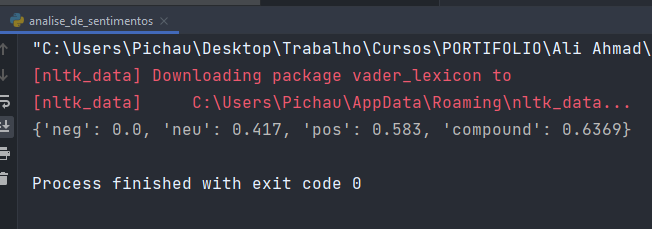 analise_de_sentimentos
"C:\Users\Pichau\Desktop\Trabalho\Cursos\PORTIFOLIO\Ali Ahmad\
[nltk_data] Downloading package vader_lexicon to
[nltk_data]     C:\Users\Pichau\AppData\Roaming\nltk_data...
{'neg': 0.0, 'neu': 0.417, 'pos': 0.583, 'compound': 0.6369}
Process finished with exit code 0